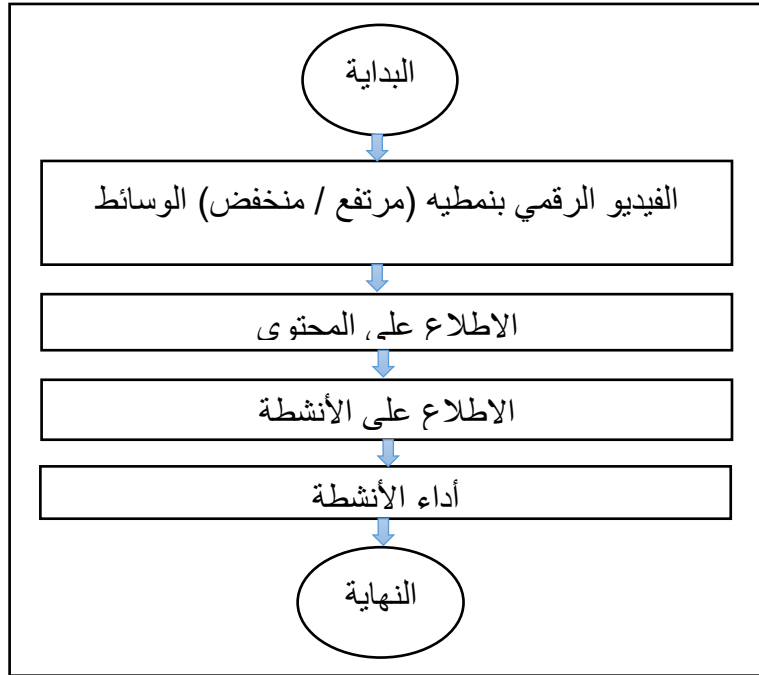 البداية
الفيديو الرقمي بنمطيه (مرتفع / منخفض) الوسائط
الاطلاع على المحتوى
الاطلاع على الأنشطة
أداء الأنشطة
النهاية